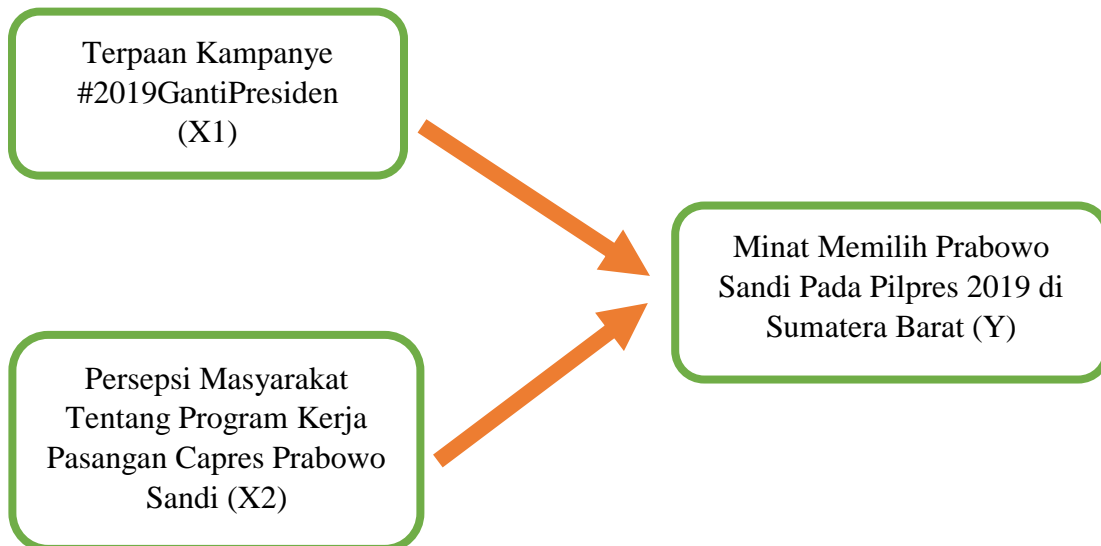 Terpaan Kampanye
#2019GantiPresiden
(X1)
Minat Memilih Prabowo
Sandi Pada Pilpres 2019 di
Sumatera Barat (Y)
Persepsi Masyarakat
Tentang Program Kerja
Pasangan Capres Prabowo
Sandi (X2)